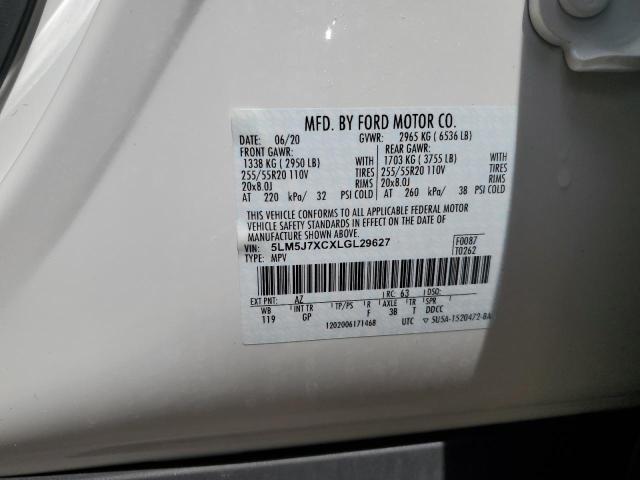 MFD. BY FORD MOTOR CO.
DATE: 06/20 GVWR: 2965 KG ( 6536 LB)
FRONT GAWR: REAR GAWR:
1338 KG ( 2950 LB) WITH 1703 KG ( 3755 LB) WITH
255/55R20 110V TIRES 255/55R20 110V TIRES
20x8.0J RIMS 20x8.0J RIMS
AT 220 kPa/ 32 PSI COLD AT 260 kPa/ 38 PSI COLD
THIS VEHICLE CONFORMS TO ALL APPLICABLE FEDERAL MOTOR
VEHICLE SAFETY AND THEFT PREVENTION STANDARDS IN
EFFECT ON THE DATE OF
MANUFACTURE SHOWN ABOVE.
VIN: 5LM5J7XCXLGL29627 F0087
TYPE: MPV T0262
EXT PNT: AZ RC: 63 DSO:
WB INT TR TP/PS R AXLE TR SPR
119 GP F 3B T DDCC
1202006171468 UTC 5U5A-1520472-BA